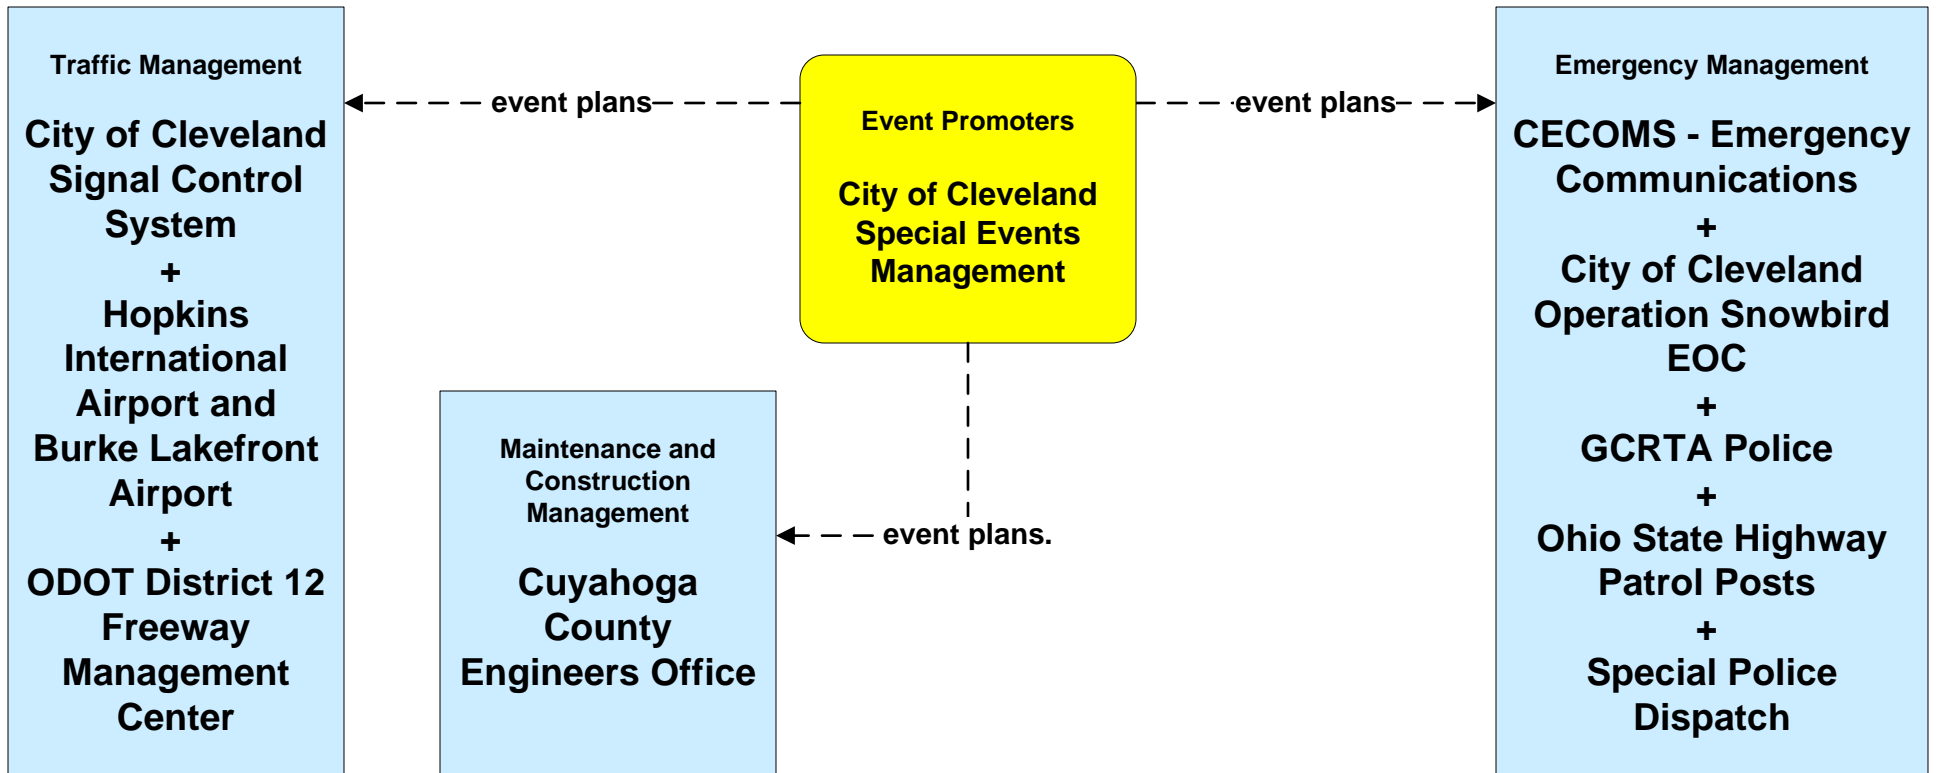 Traffic Management
City of Cleveland
Signal Control
System
+
Hopkins
International
Airport and
Burke Lakefront
Airport
+
ODOT District 12
Freeway
Management
Center
event plans
Event Promoters
City of Cleveland
Special Events
Management
event plans
Maintenance and
Construction
Management
Cuyahoga
County
Engineers Office
event plans.
Emergency Management
CECOMS - Emergency
Communications
+
City of Cleveland
Operation Snowbird
EOC
+
GCRTA Police
+
Ohio State Highway
Patrol Posts
+
Special Police
Dispatch